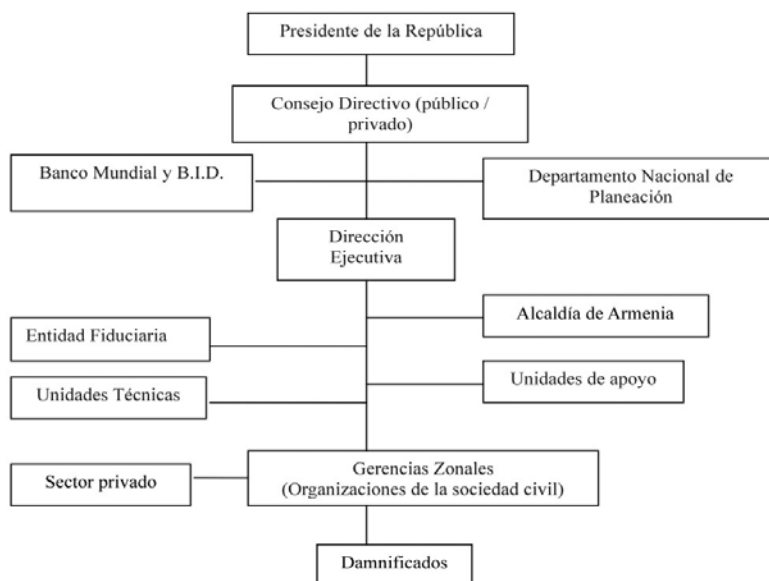 Presidente de la República
Consejo Directivo (público /
privado)
Banco Mundial y B.I.D.
Departamento Nacional de
Planeación
Dirección
Ejecutiva
Alcaldía de Armenia
Entidad Fiduciaria
Unidades de apoyo
Unidades Técnicas
Gerencias Zonales
(Organizaciones de la sociedad civil)
Sector privado
Damnificados